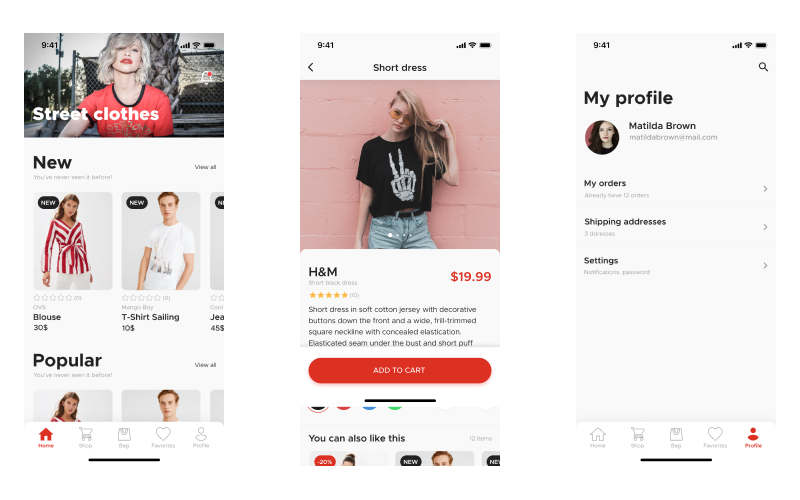 9:41
Street clothes
New
View all
You've never seen it before!
NEW
NEW
(0)
(0)
OVS
Mango Boy
Cool
Blouse
T-Shirt Sailing
Jea
30$
10$
45$
Popular
View all
You've never seen it before!
Home
Shop
Bag
Favorites
Profile
9:41
Short dress
H&M
$19.99
Short black dress
(10)
Short dress in soft cotton jersey with decorative
buttons down the front and a wide, frill-trimmed
square neckline with concealed elastication.
Elasticated seam under the bust and short puff
ADD TO CART
You can also like this
12 items
-20%
NEW
NEW
9:41
My profile
Matilda Brown
matildabrown@mail.com
My orders
Already have 12 orders
Shipping addresses
3 ddresses
Settings
Notifications, password
Home
Shop
Bag
Favorites
Profile